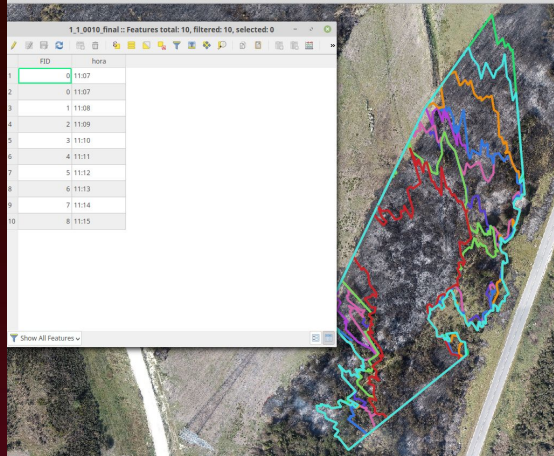 1_1_0010_final :: Features total: 10, filtered: 10, selected: 0
FID hora
1 0 11:07
2 0 11:07
3 1 11:08
4 2 11:09
5 3 11:10
6 4 11:11
7 5 11:12
8 6 11:13
9 7 11:14
10 8 11:15
Show All Features